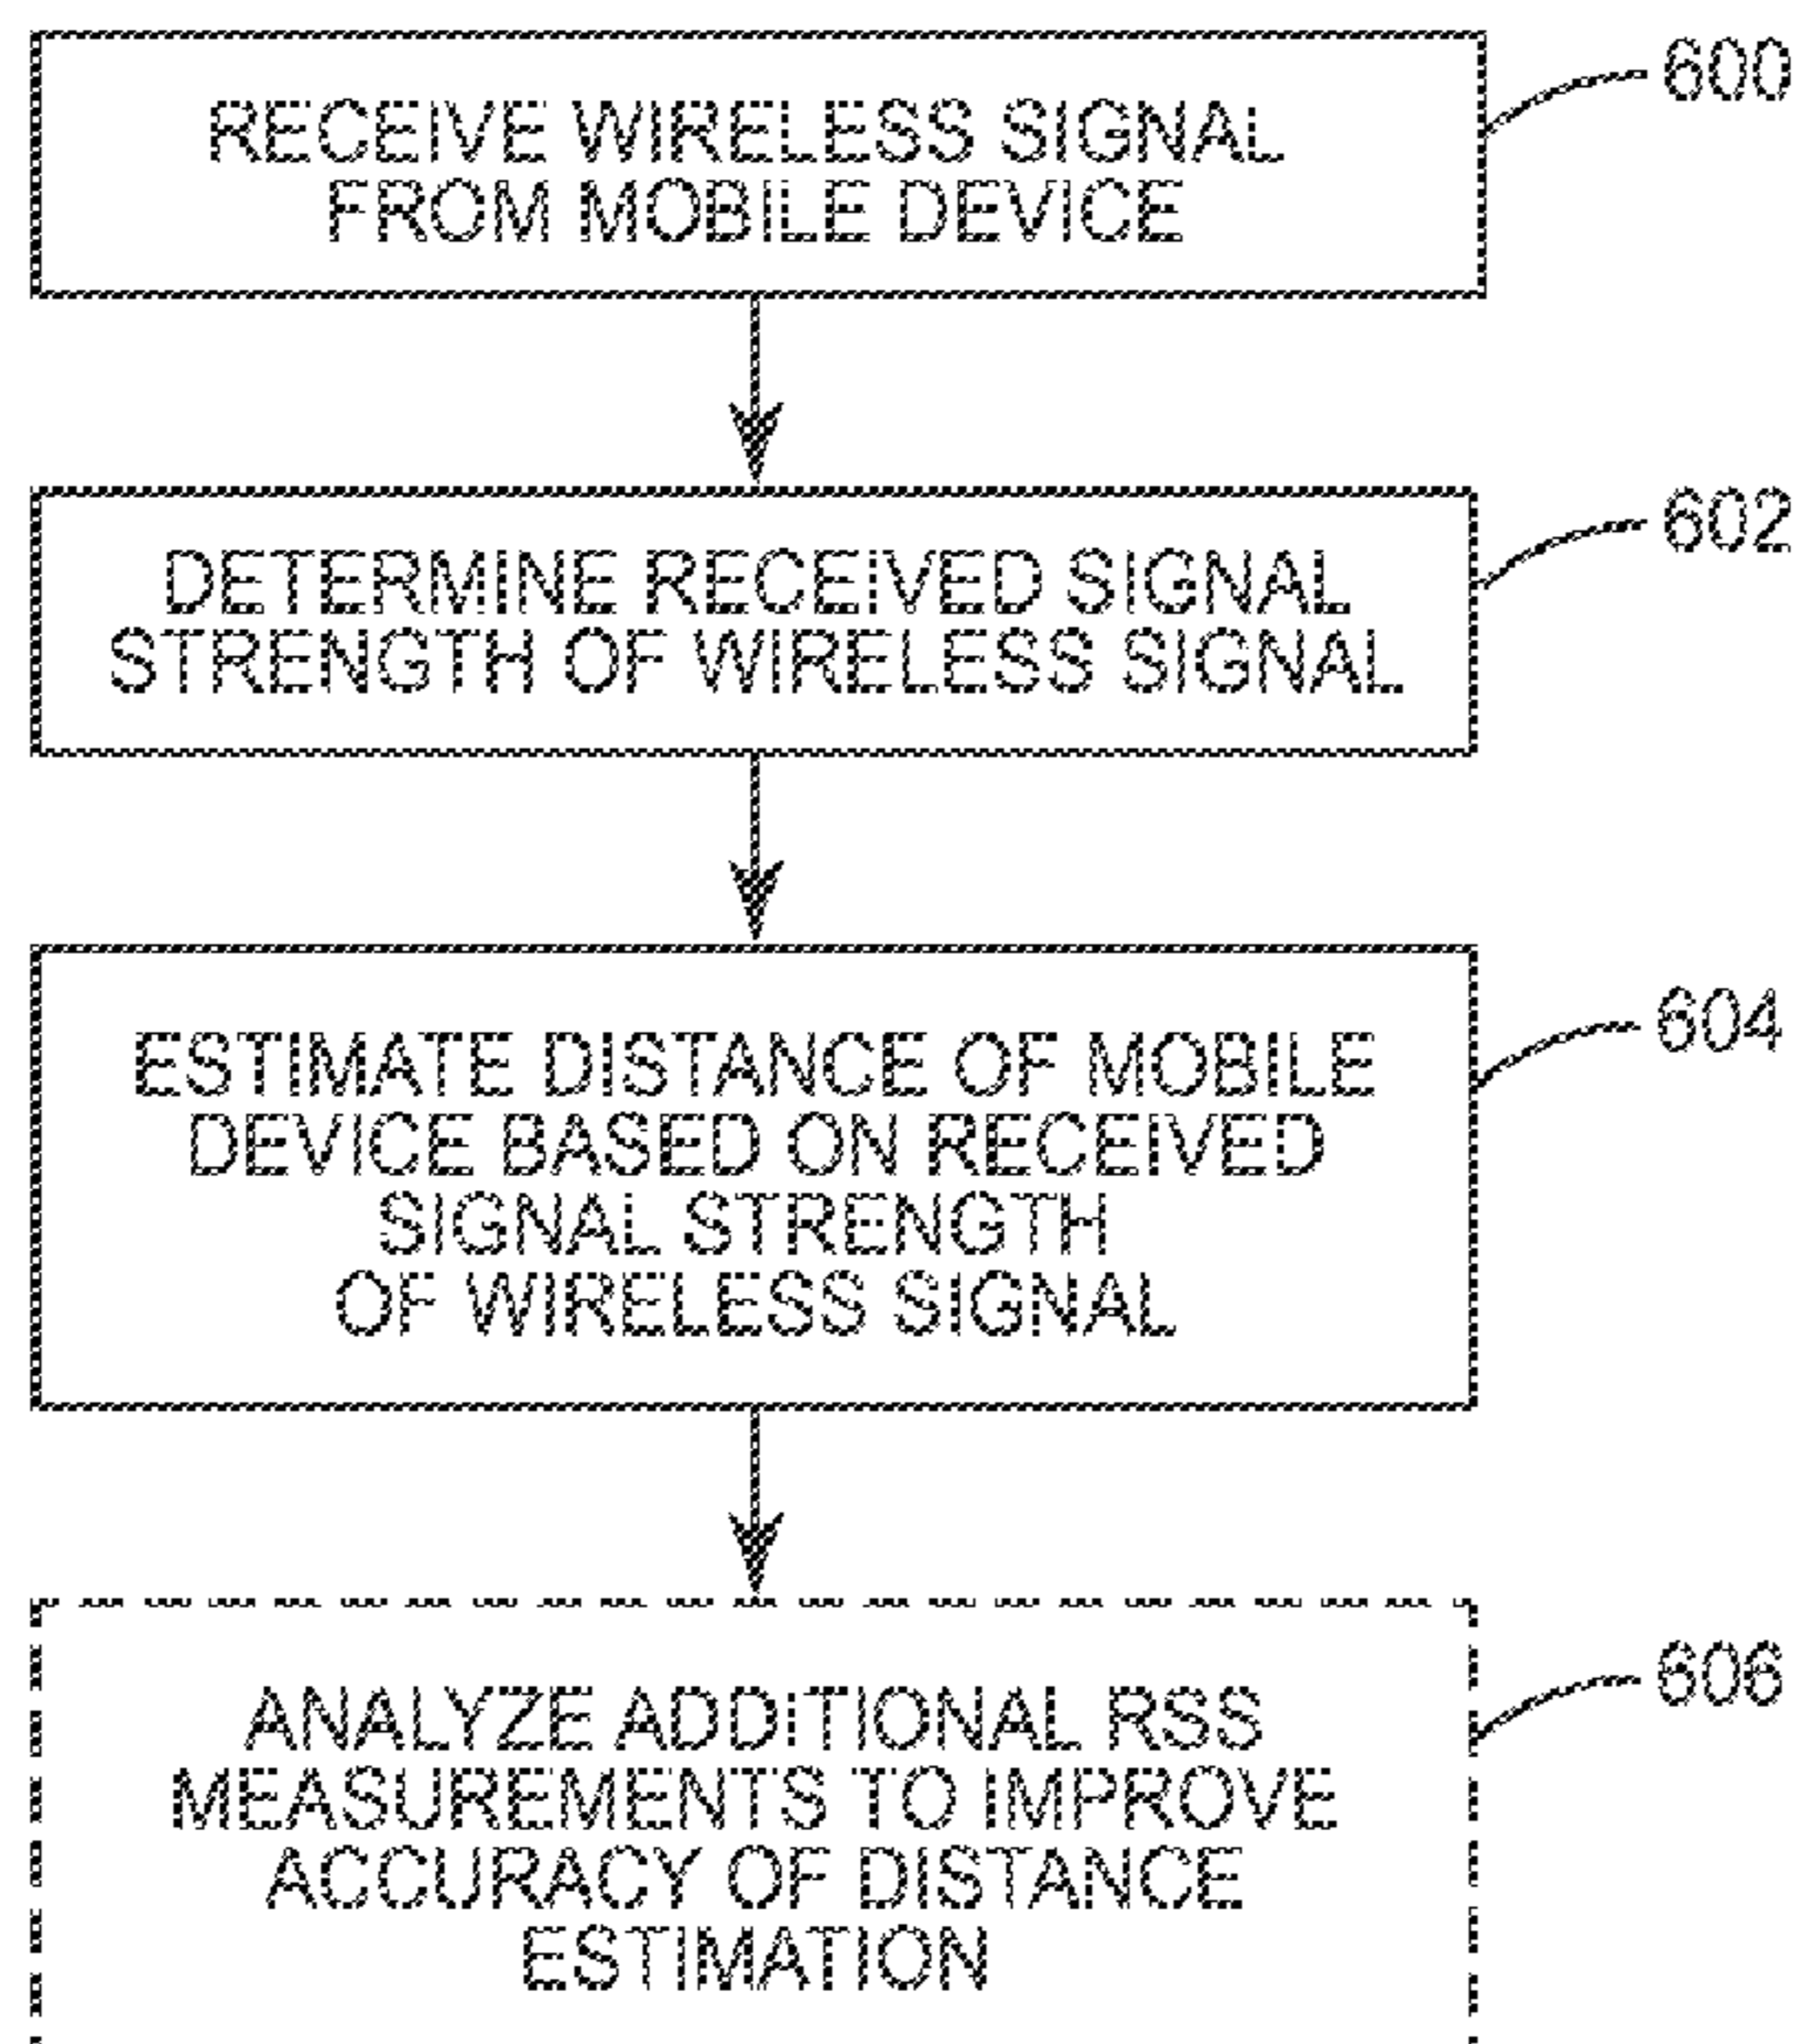 RECEIVE WIRELESS SIGNAL
FROM MOBILE DEVICE
600
DETERMINE RECEIVED SIGNAL
STRENGTH OF WIRELESS SIGNAL
602
ESTIMATE DISTANCE OF MOBILE
DEVICE BASED ON RECEIVED
SIGNAL STRENGTH
OF WIRELESS SIGNAL
604
ANALYZE ADDITIONAL RSS
MEASUREMENTS TO IMPROVE
ACCURACY OF DISTANCE
ESTIMATION
606